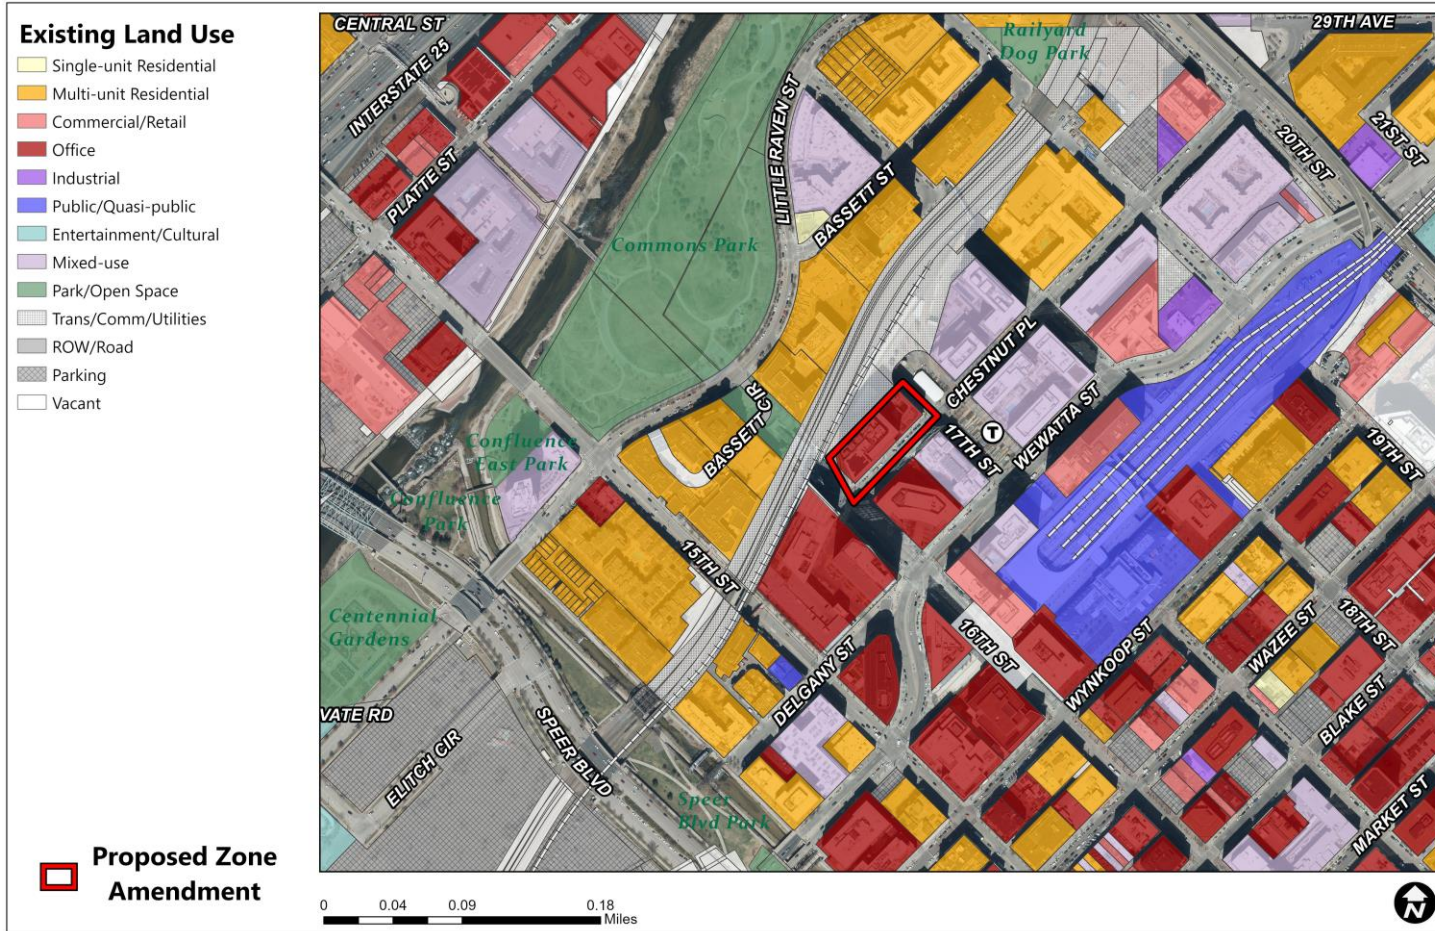 Existing Land Use
Single-unit Residential
Multi-unit Residential
Commercial/Retail
Office
Industrial
Public/Quasi-public
Entertainment/Cultural
Mixed-use
Park/Open Space
Trans/Comm/Utilities
ROW/Road
Parking
Vacant
Proposed Zone
Amendment
CENTRAL ST
INTERSTATE 25
PLATTE ST
LITTLE RAVEN ST
BASSETT ST
Railyard
Dog Park
29TH AVE
20TH ST
21ST ST
Commons Park
CHESTNUT PL
BASSETT CIR
T
17TH ST
WEWATTA ST
19TH ST
Confluence
East Park
Confluence
Park
15TH ST
Centennial
Gardens
16TH ST
18TH ST
WAZEE ST
WYNKOOP ST
DELGANY ST
BLAKE ST
VATE RD
ELITCH CIR
SPEER BLVD
Speer
Blvd Park
MARKET ST
0 0.04 0.09 0.18
Miles
N